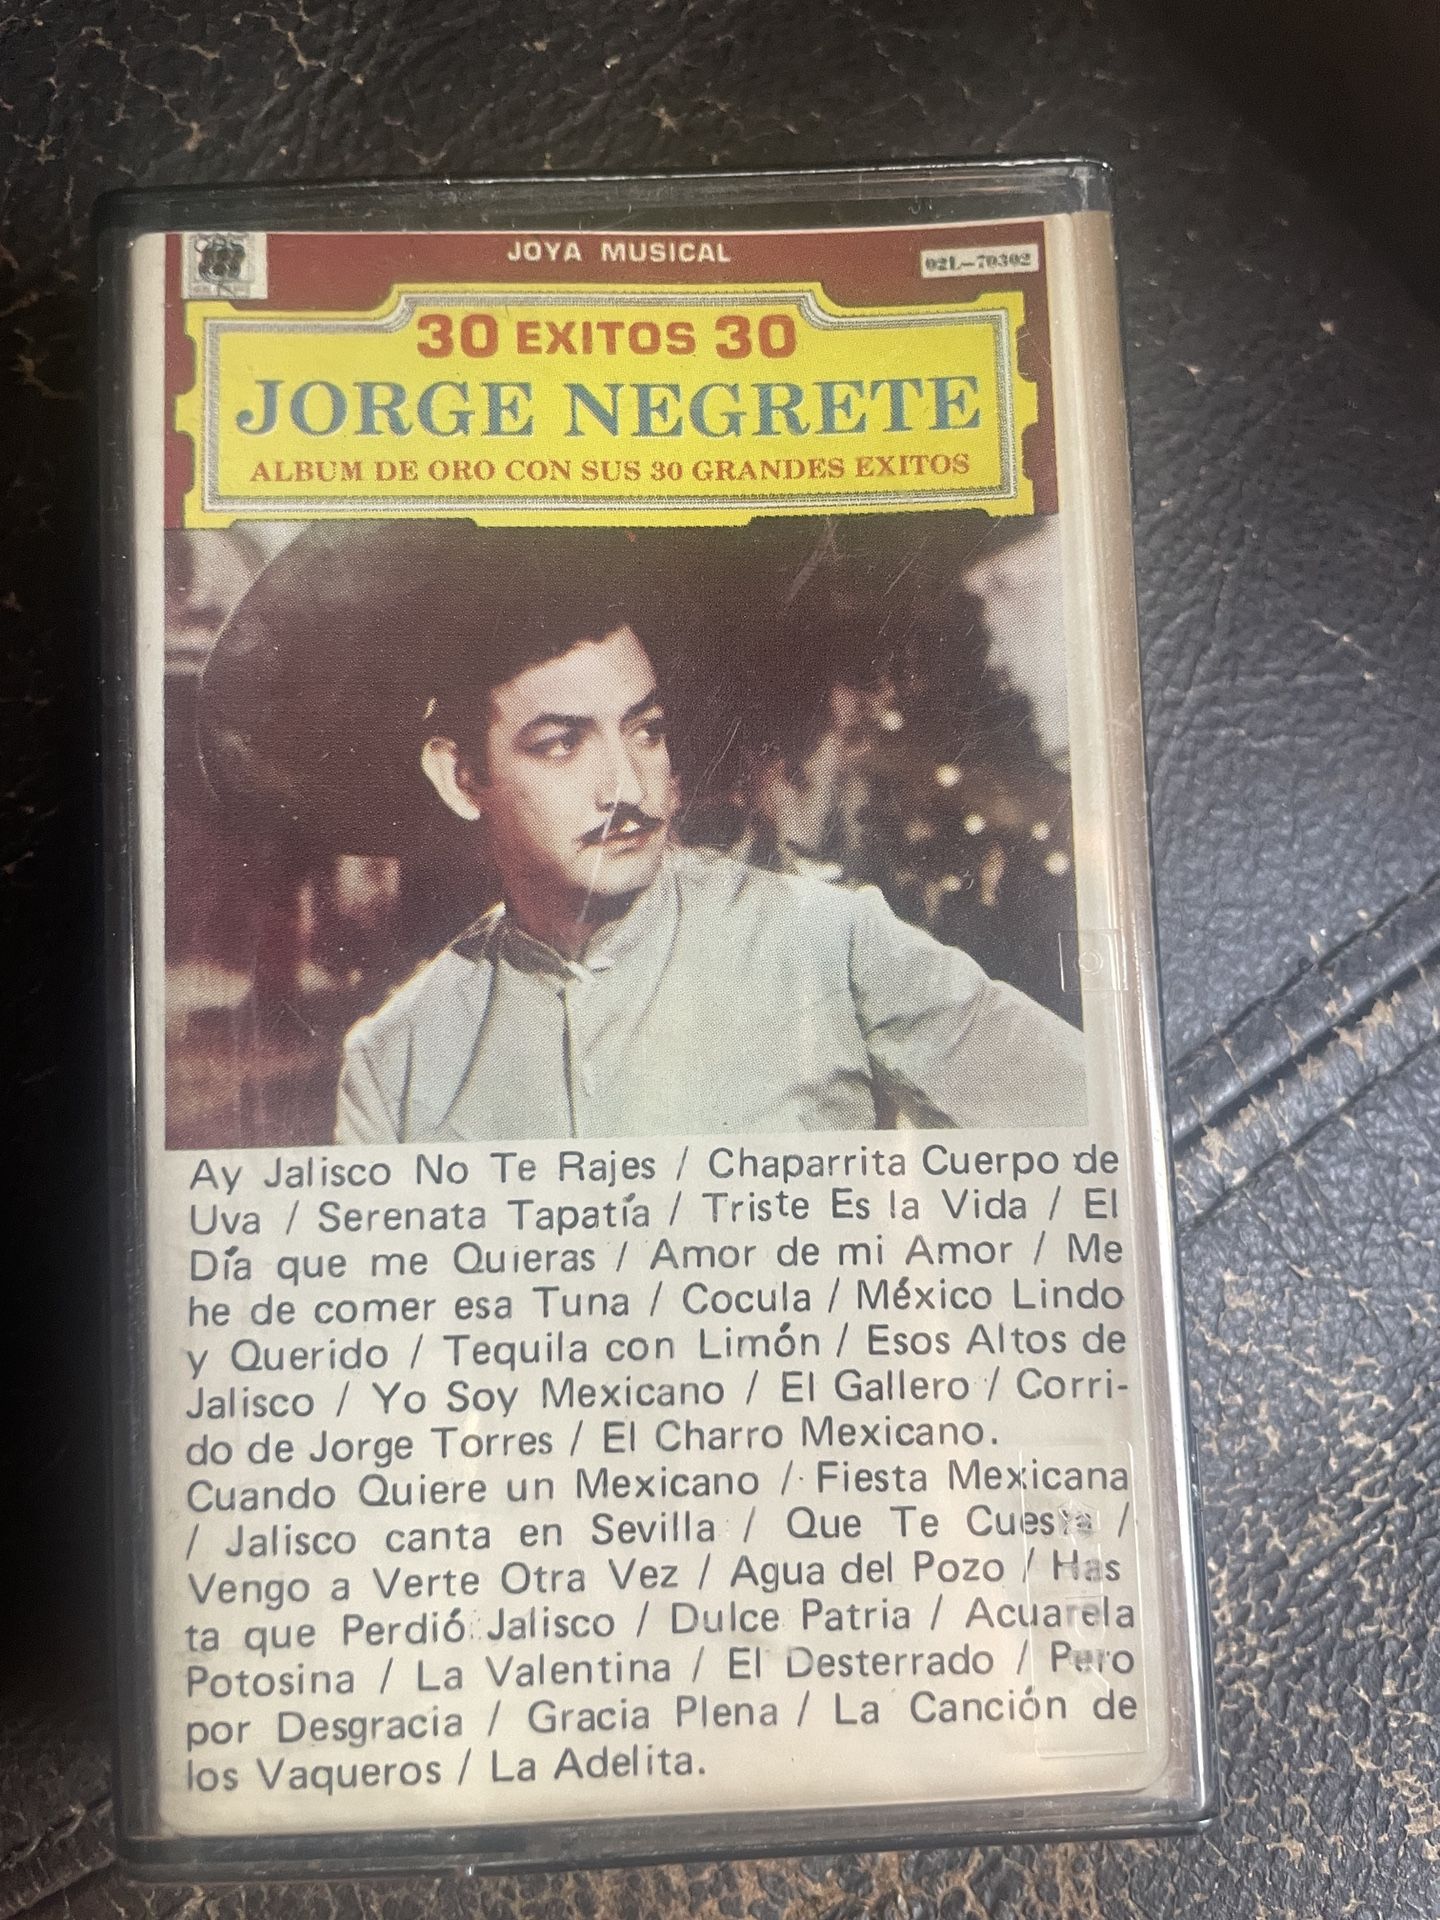 JOYA MUSICAL
02L-70302
30 EXITOS 30
JORGE NEGRETE
ALBUM DE ORO CON SUS 30 GRANDES EXITOS
Ay Jalisco No Te Rajes / Chaparrita Cuerpo de
Uva / Serenata Tapatía / Triste Es la Vida / El
Día que me Quieras / Amor de mi Amor / Me
he de comer esa Tuna / Cocula / México Lindo
y Querido / Tequila con Limón / Esos Altos de
Jalisco / Yo Soy Mexicano / El Gallero / Corri-
do de Jorge Torres / El Charro Mexicano.
Cuando Quiere un Mexicano / Fiesta Mexicana
/ Jalisco canta en Sevilla / Que Te Cuesta /
Vengo a Verte Otra Vez / Agua del Pozo / Has
ta que Perdió Jalisco / Dulce Patria / Acuarela
Potosina / La Valentina / El Desterrado / Pero
por Desgracia / Gracia Plena / La Canción de
los Vaqueros / La Adelita.